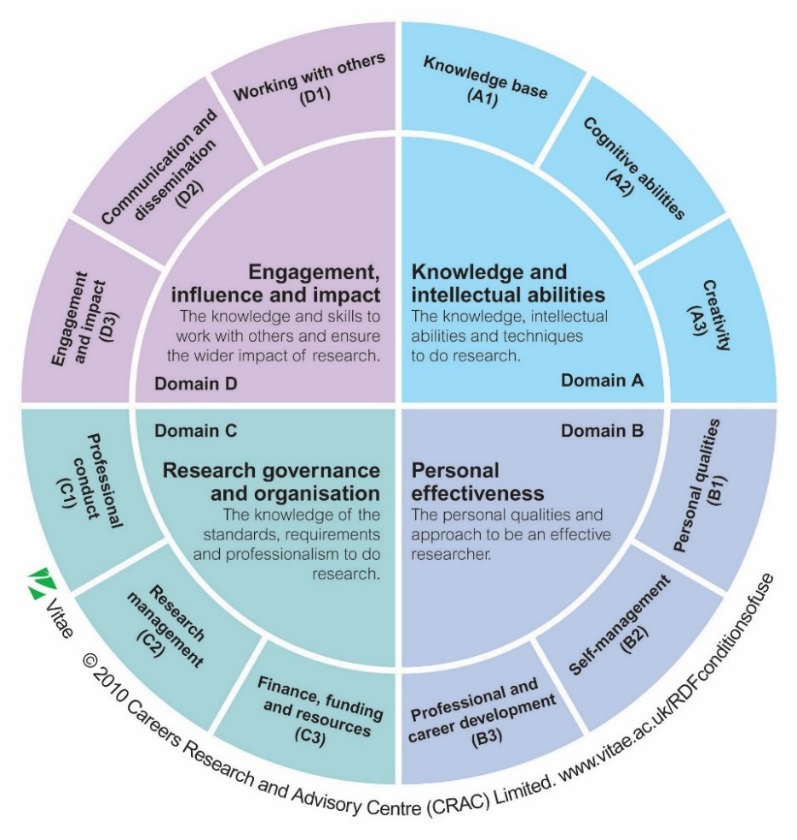 Working with others
(D1)
Knowledge base
(A1)
Communication and
dissemination
(D2)
Cognitive abilities
(A2)
Engagement
and impact
(D3)
Creativity
(A3)
Engagement,
influence and impact
The knowledge and skills to
work with others and ensure
the wider impact of research.
Domain D
Knowledge and
intellectual abilities
The knowledge, intellectual
abilities and techniques
to do research.
Domain A
Domain C
Research governance
and organisation
The knowledge of the
standards, requirements
and professionalism to do
research.
Domain B
Personal
effectiveness
The personal qualities and
approach to be an effective
researcher.
Professional
conduct
(C1)
Personal qualities
(B1)
Research
management
(C2)
Self-management
(B2)
Finance, funding
and resources
(C3)
Professional and
career development
(B3)
Vitae
© 2010 Careers Research and Advisory Centre (CRAC) Limited. www.vitae.ac.uk/RDFconditionsofuse